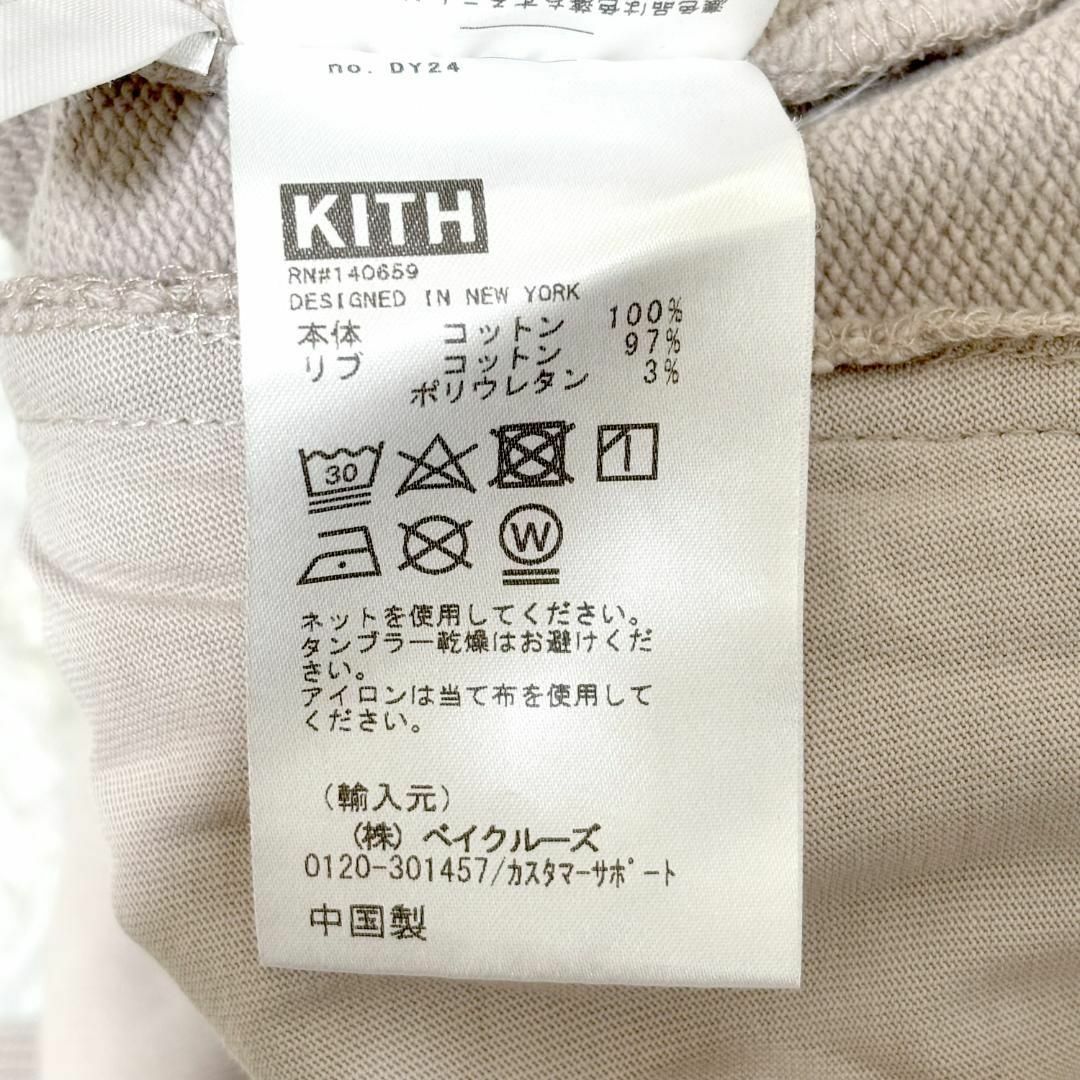 no. DY24
KITH
RN#140659
DESIGNED IN NEW YORK
本体 コットン 100%
リブ コットン 97%
ポリウレタン 3%
30
W
ネットを使用してください。
タンブラー乾燥はお避けくだ
さい。
アイロンは当て布を使用して
ください。
(輸入元)
(株) ベイクルーズ
0120-301457/カスタマーサポート
中国製